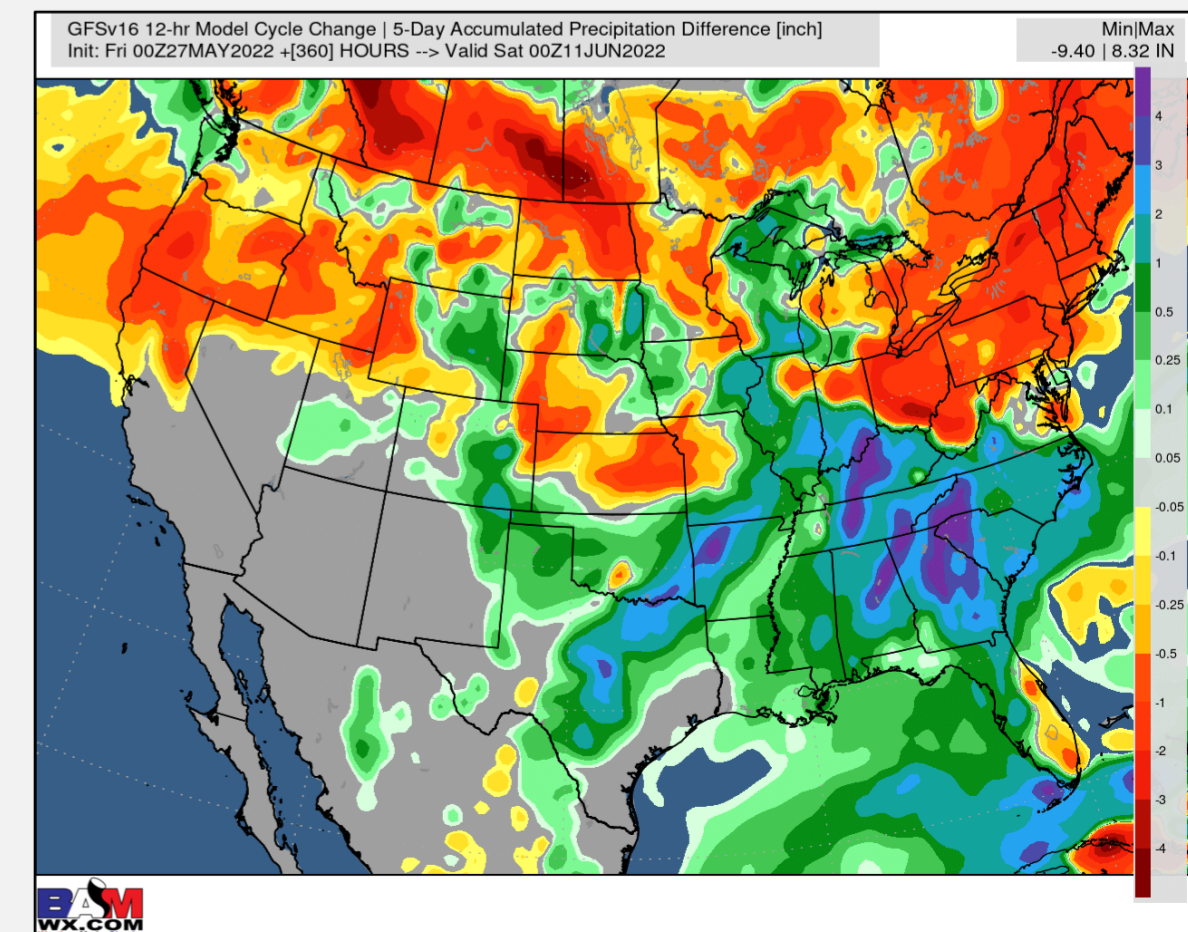 GFSv16 12-hr Model Cycle Change | 5-Day Accumulated Precipitation Difference [inch]
Init: Fri 00Z27MAY2022 +[360] HOURS --> Valid Sat 00Z11JUN2022
Min|Max
-9.40 | 8.32 IN
4
3
2
1
0.5
0.25
0.1
0.05
-0.05
-0.1
-0.25
-0.5
-1
-2
-3
-4
BAM
WX.COM